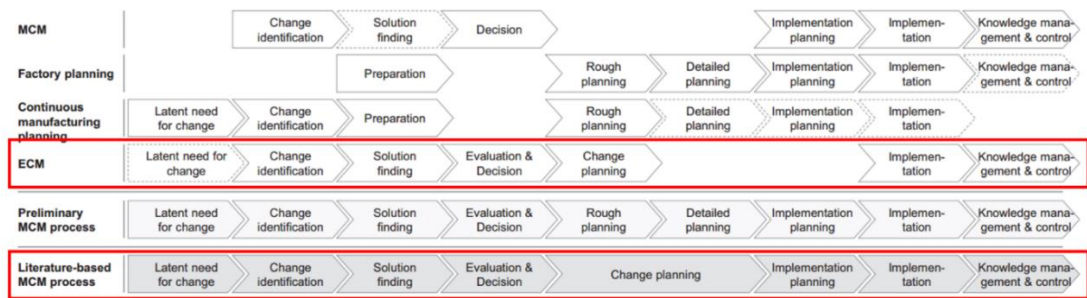 MCM
Change
identification
Solution
finding
Decision
Implementation
planning
Implemen-
tation
Knowledge mana-
gement & control
Factory planning
Preparation
Rough
planning
Detailed
planning
Implementation
planning
Implemen-
tation
Knowledge mana-
gement & control
Continuous
manufacturing
planning
Latent need
for change
Change
identification
Preparation
Rough
planning
Detailed
planning
Implementation
planning
Implemen-
tation
ECM
Latent need for
change
Change
identification
Solution
finding
Evaluation &
Decision
Change
planning
Implemen-
tation
Knowledge mana-
gement & control
Preliminary
MCM process
Latent need
for change
Change
identification
Solution
finding
Evaluation &
Decision
Rough
planning
Detailed
planning
Implementation
planning
Implemen-
tation
Knowledge mana-
gement & control
Literature-based
MCM process
Latent need
for change
Change
identification
Solution
finding
Evaluation &
Decision
Change planning
Implementation
planning
Implemen-
tation
Knowledge mana-
gement & control